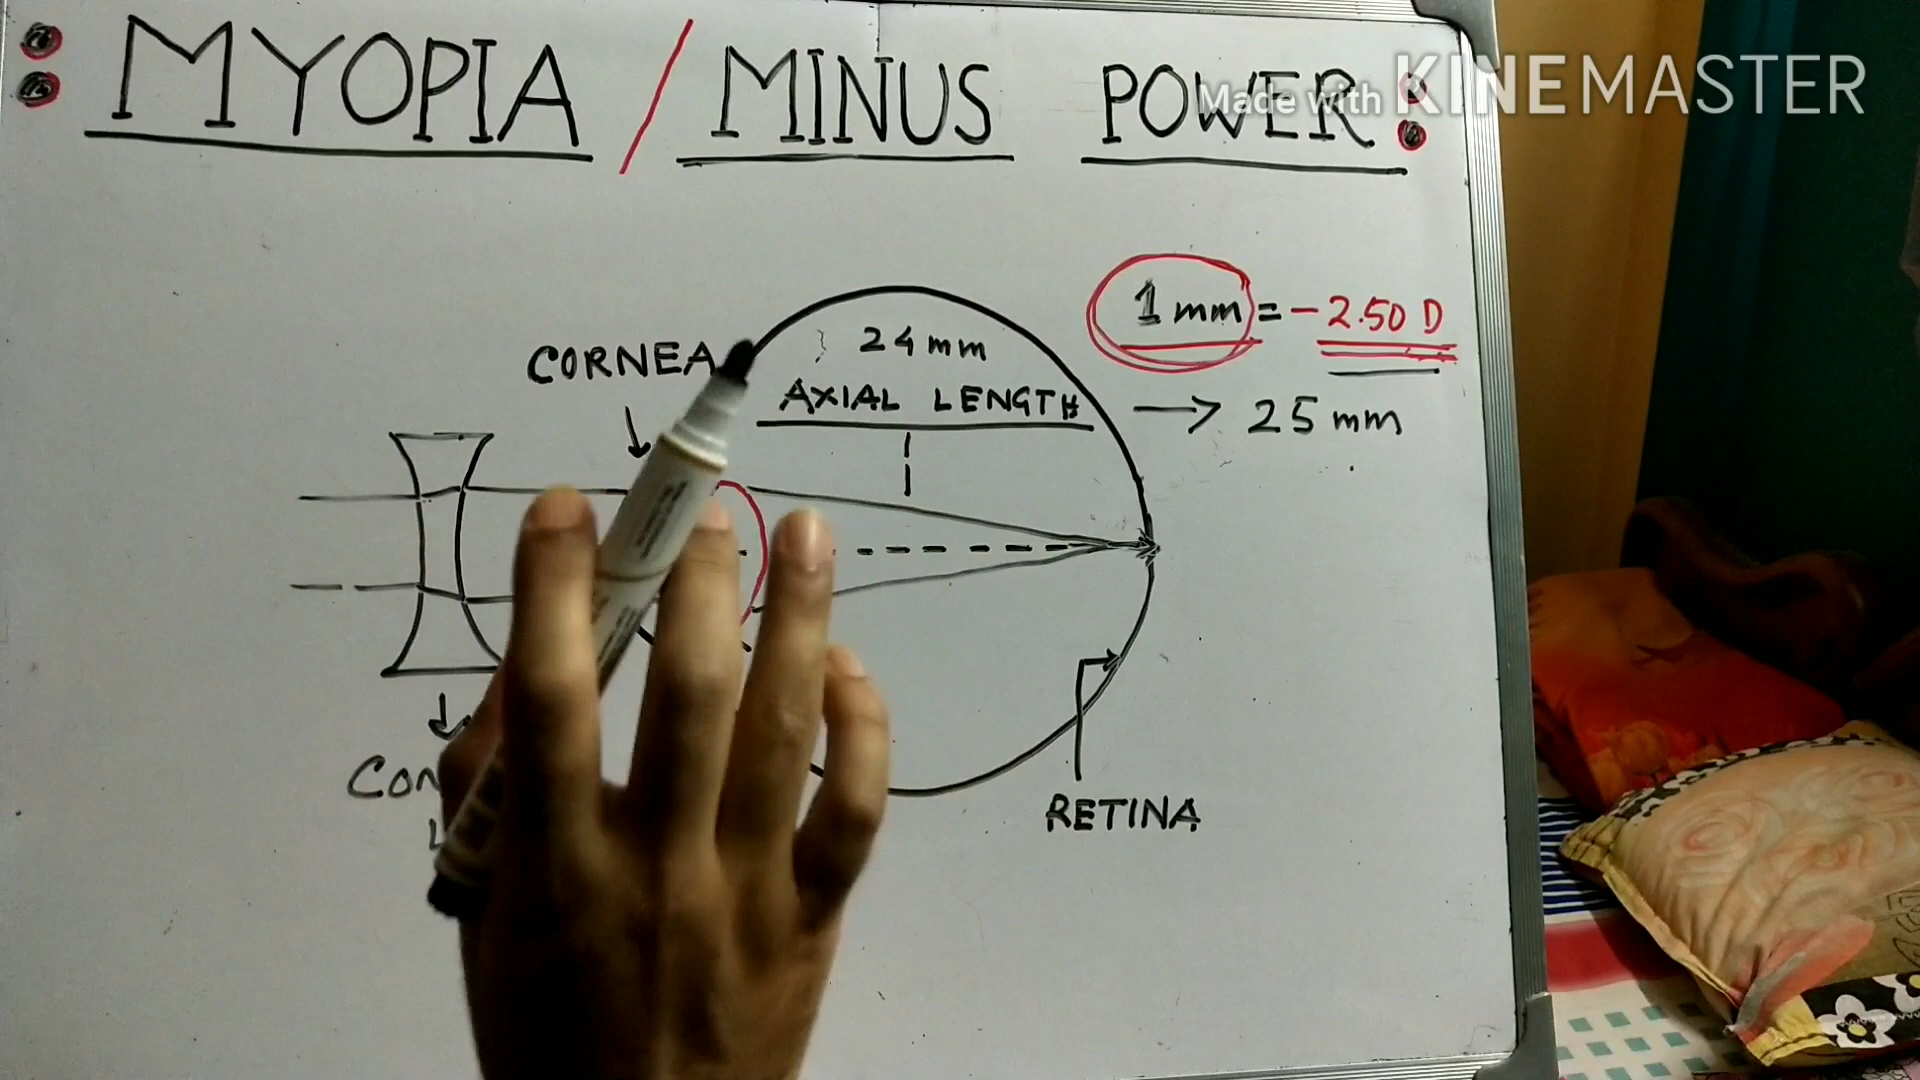 MYOPIA / MINUS POWER
Made with KINEMASTER
1 mm = - 2.50 D
24 mm
CORNEA
AXIAL LENGTH → 25 mm
RETINA